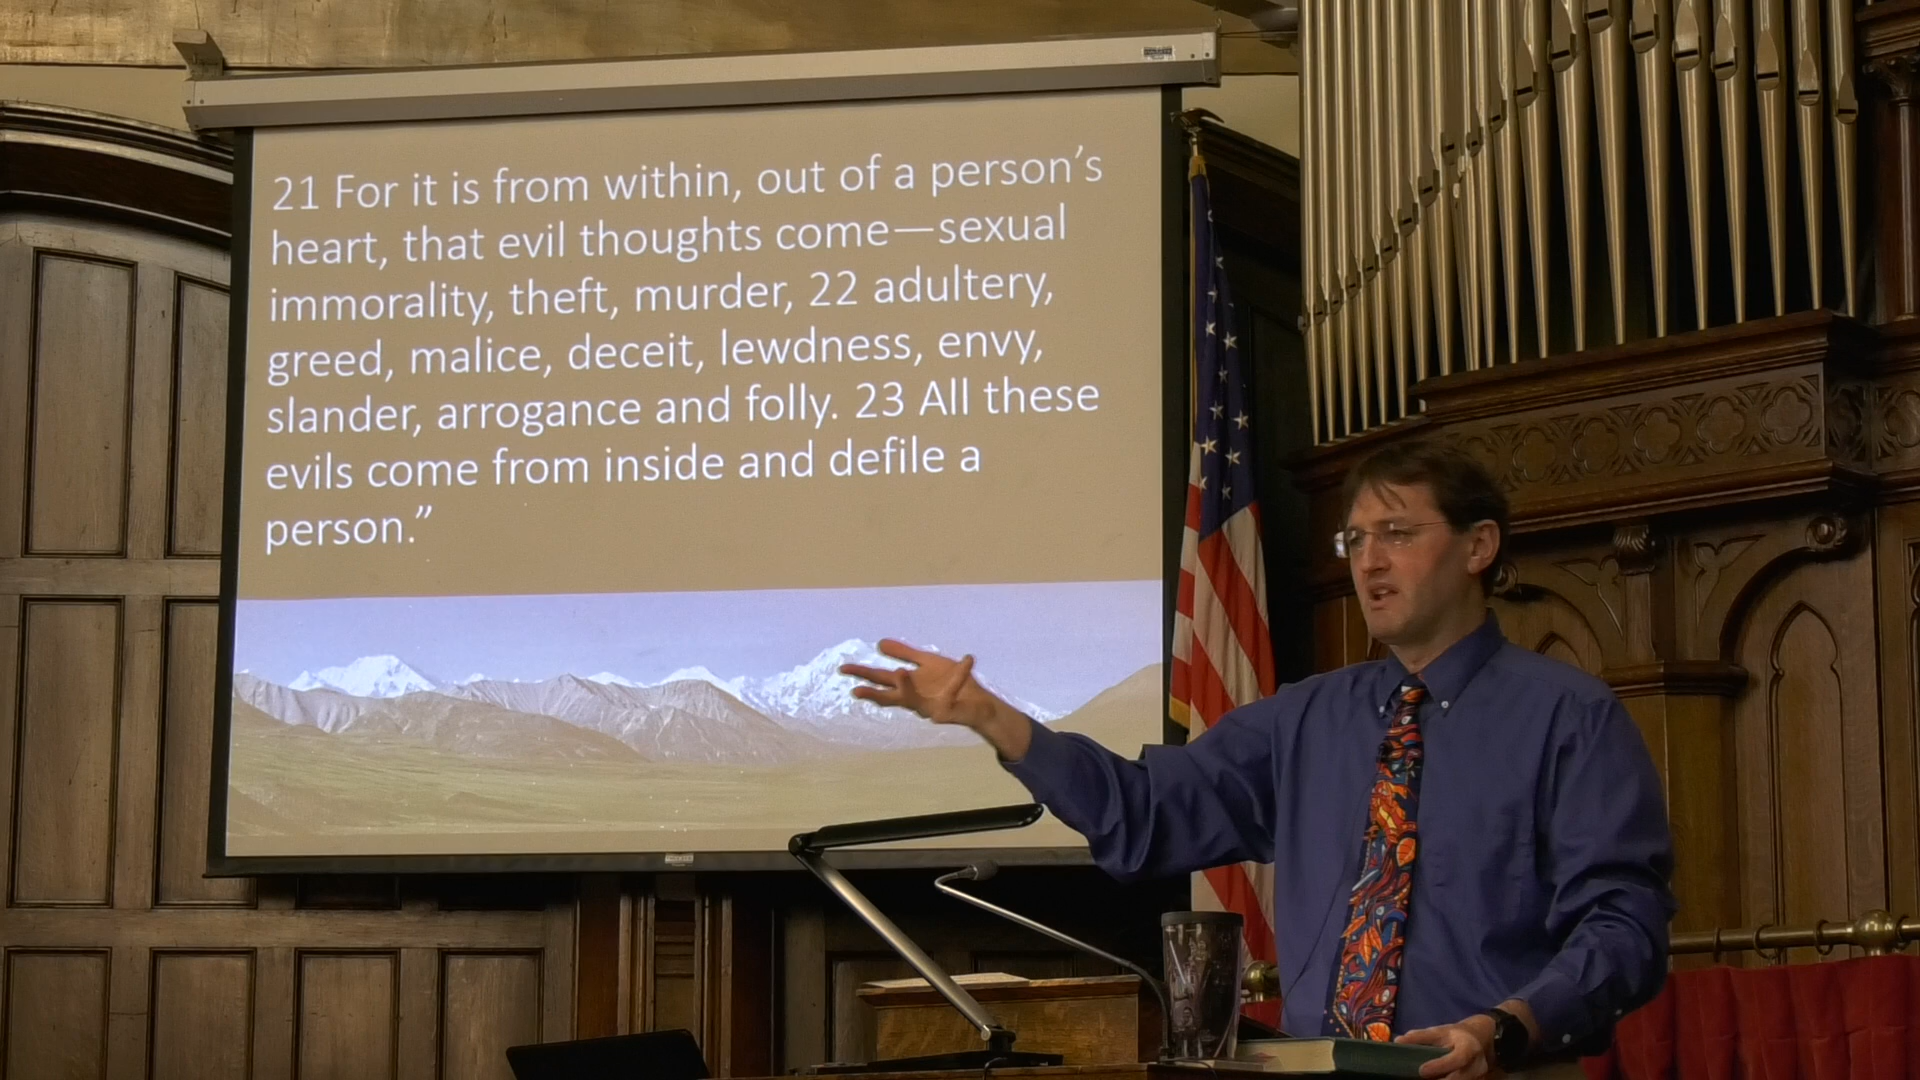 21 For it is from within, out of a person’s
heart, that evil thoughts come—sexual
immorality, theft, murder, 22 adultery,
greed, malice, deceit, lewdness, envy,
slander, arrogance and folly. 23 All these
evils come from inside and defile a
person.”